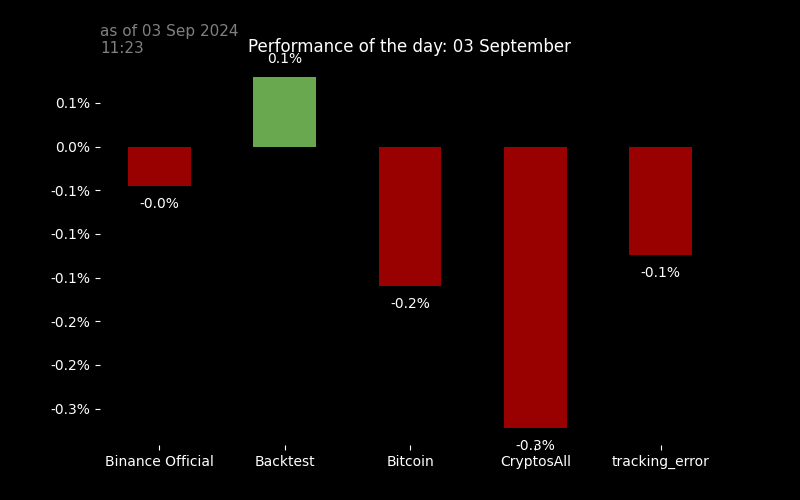 as of 03 Sep 2024
11:23
Performance of the day: 03 September
0.1%
0.1%
0.0%
-0.1%
-0.1%
-0.1%
-0.2%
-0.2%
-0.3%
-0.0%
-0.2%
-0.3%
-0.1%
Binance Official
Backtest
Bitcoin
CryptosAll
tracking_error